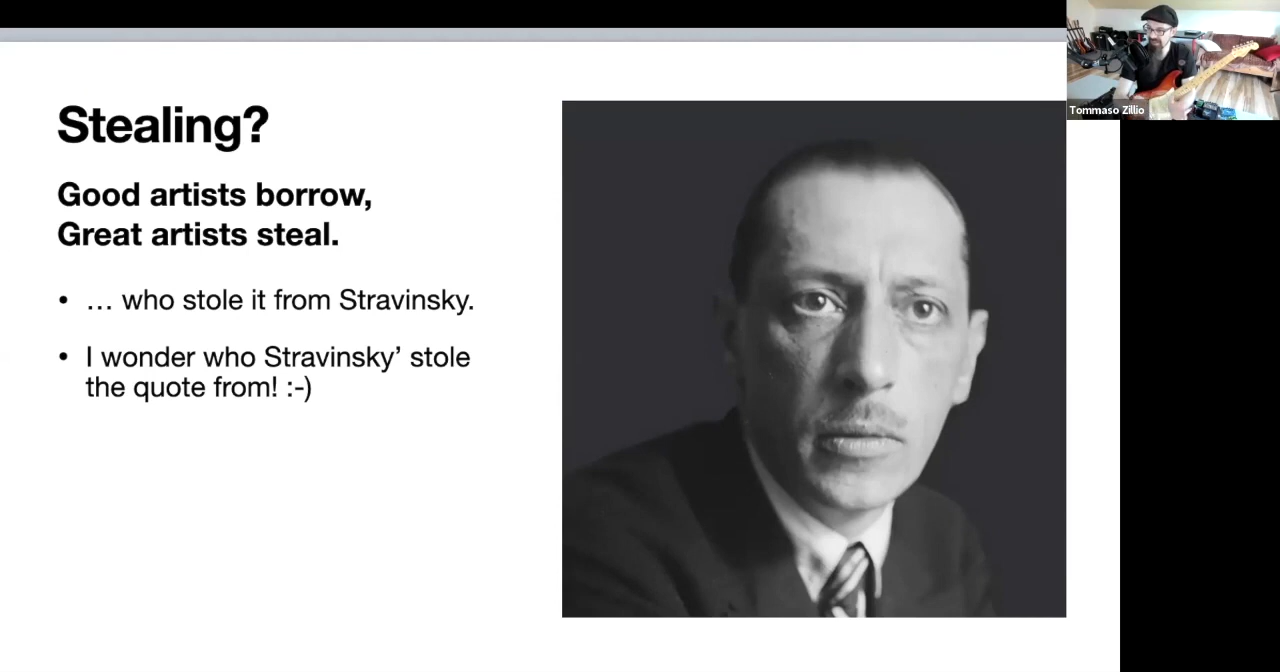 Stealing?
Good artists borrow,
Great artists steal.
• … who stole it from Stravinsky.
• I wonder who Stravinsky’ stole
the quote from! :-)
Tommaso Zillio